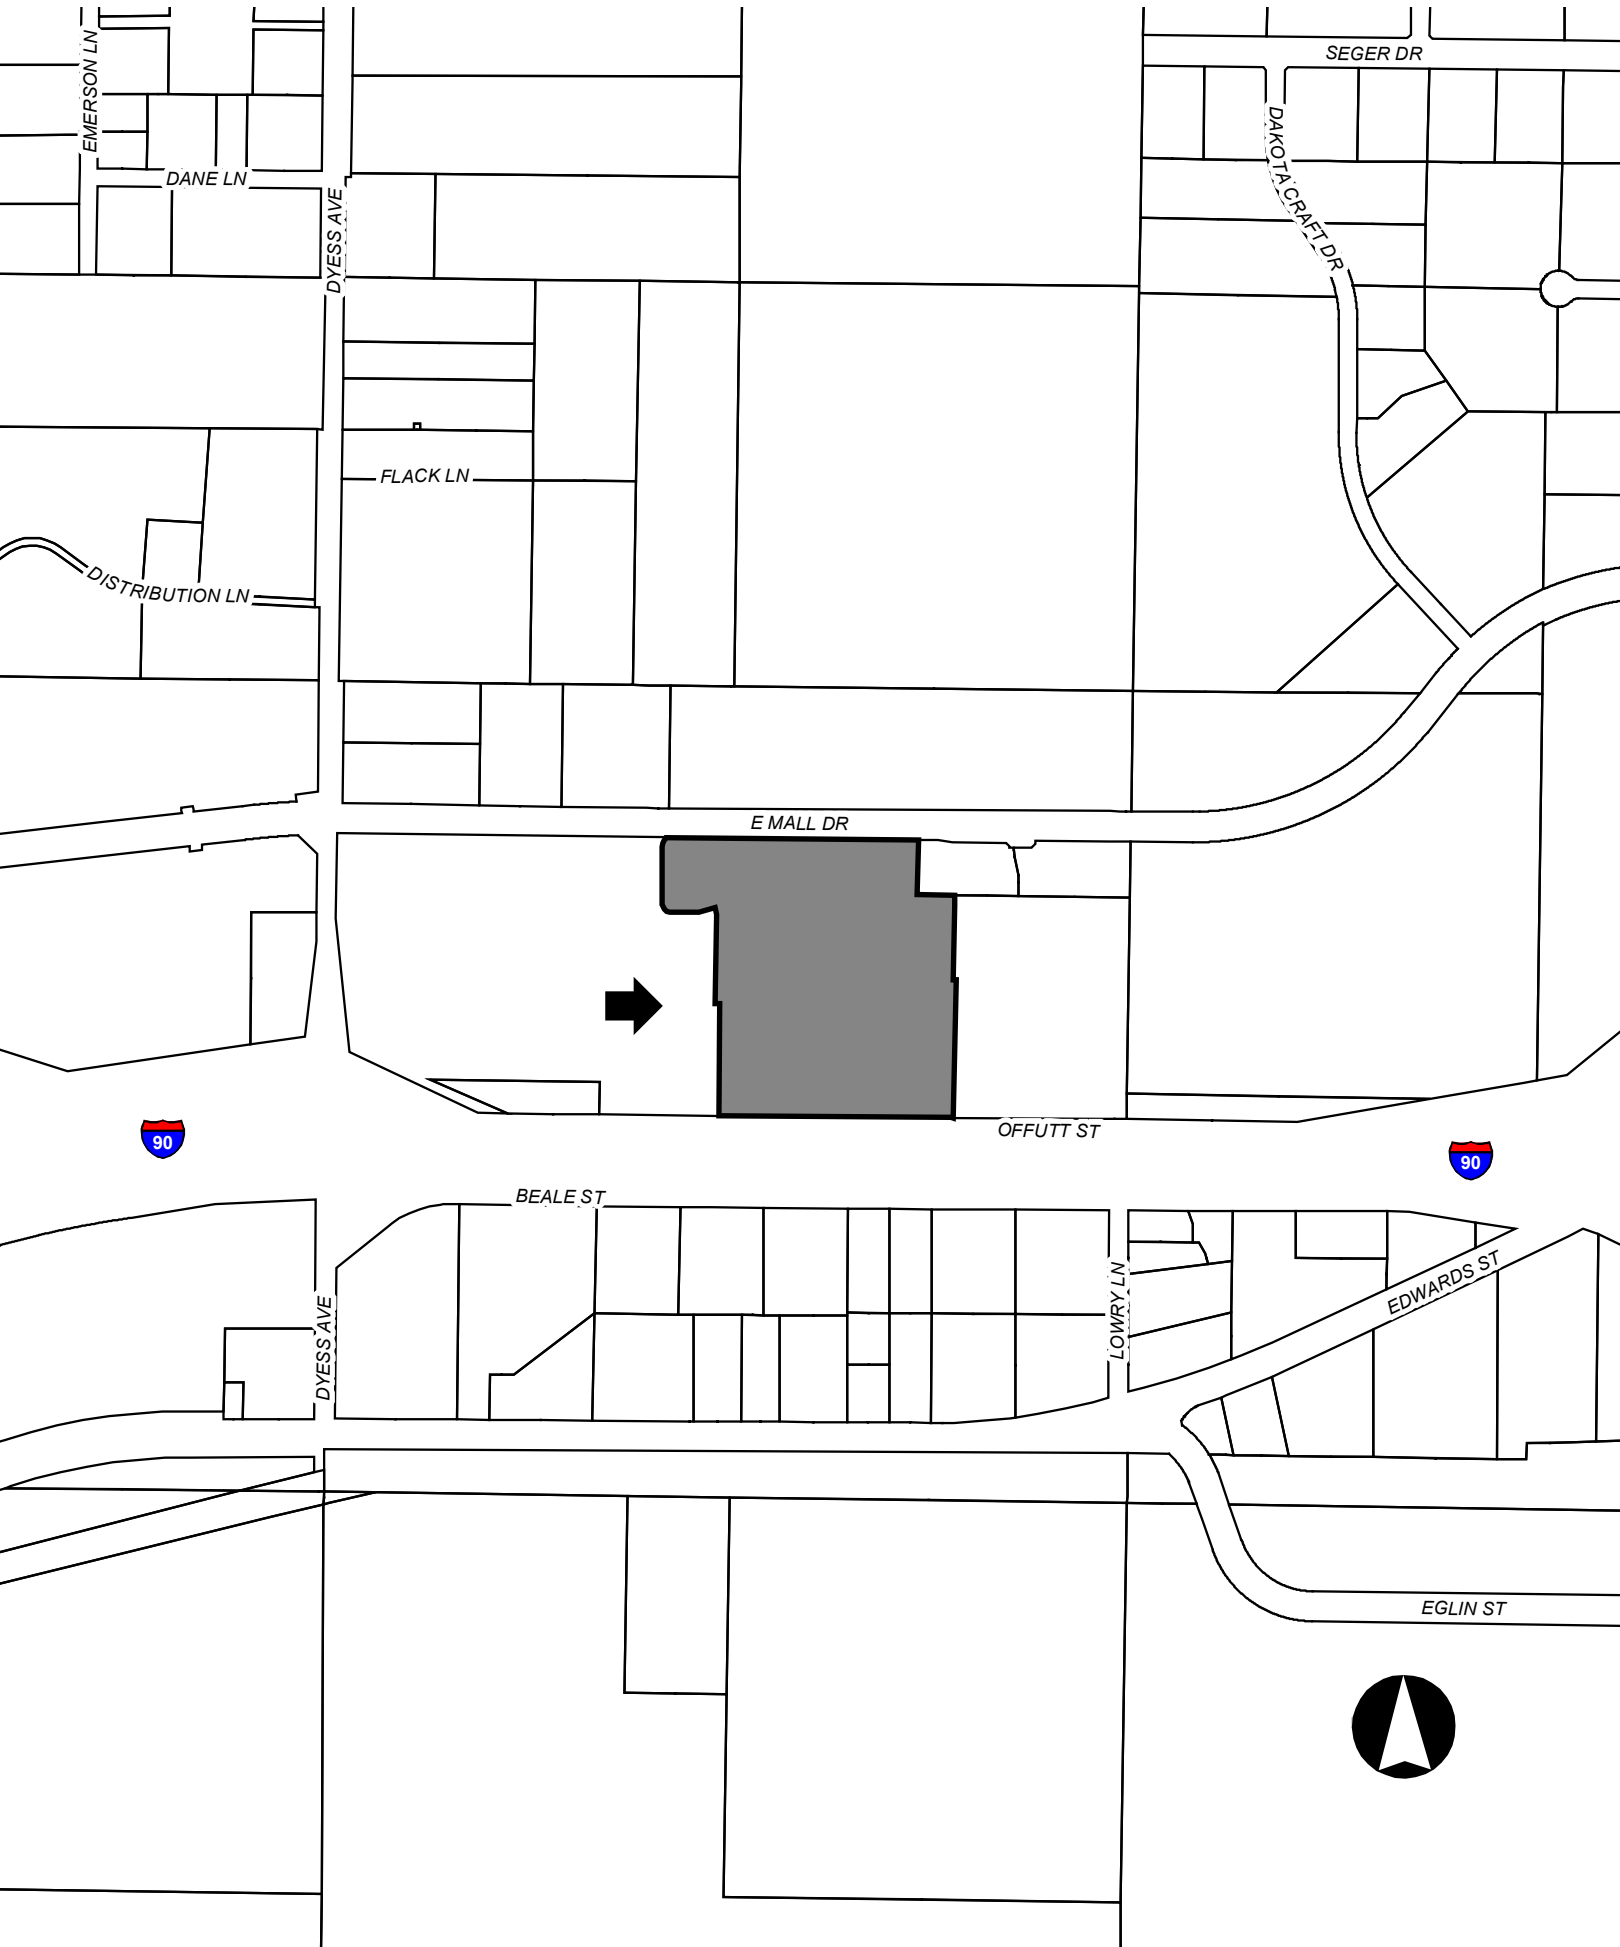 SEGER DR
EMERSON LN
DAKOTA CRAFT DR
DANE LN
DYESS AVE
FLACK LN
DISTRIBUTION LN
E MALL DR
OFFUTT ST
90
90
BEALE ST
LOWRY LN
EDWARDS ST
DYESS AVE
EGLIN ST